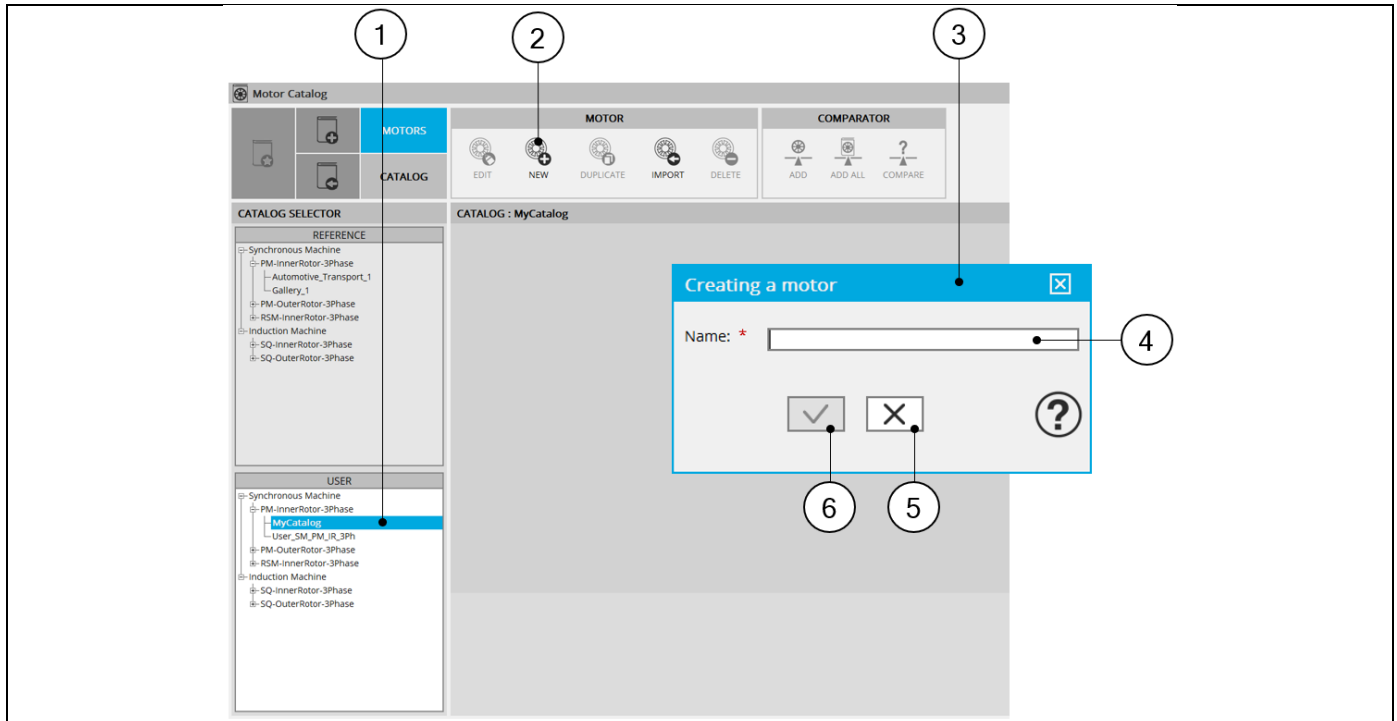 1
2
3
Motor Catalog
MOTORS
CATALOG
MOTOR
EDIT
NEW
DUPLICATE
IMPORT
DELETE
COMPARATOR
?
ADD
ADD ALL
COMPARE
CATALOG SELECTOR
CATALOG : MyCatalog
REFERENCE
Synchronous Machine
PM-InnerRotor-3Phase
Automotive_Transport_1
Gallery_1
PM-OuterRotor-3Phase
RSM-InnerRotor-3Phase
Induction Machine
SQ-InnerRotor-3Phase
SQ-OuterRotor-3Phase
Creating a motor
Name: *
4
?
6
5
USER
Synchronous Machine
PM-InnerRotor-3Phase
MyCatalog
User_SM_PM_IR_3Ph
PM-OuterRotor-3Phase
RSM-InnerRotor-3Phase
Induction Machine
SQ-InnerRotor-3Phase
SQ-OuterRotor-3Phase